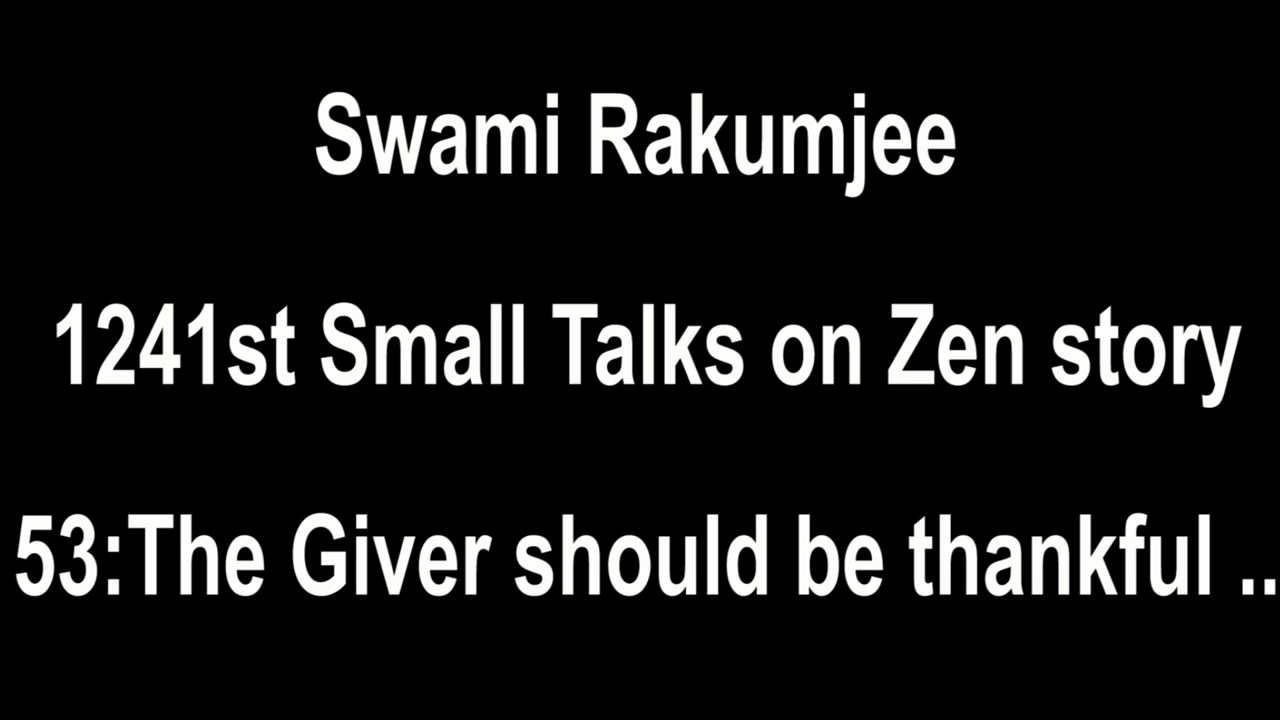 Swami Rakumjee
1241st Small Talks on Zen story
53:The Giver should be thankful ..